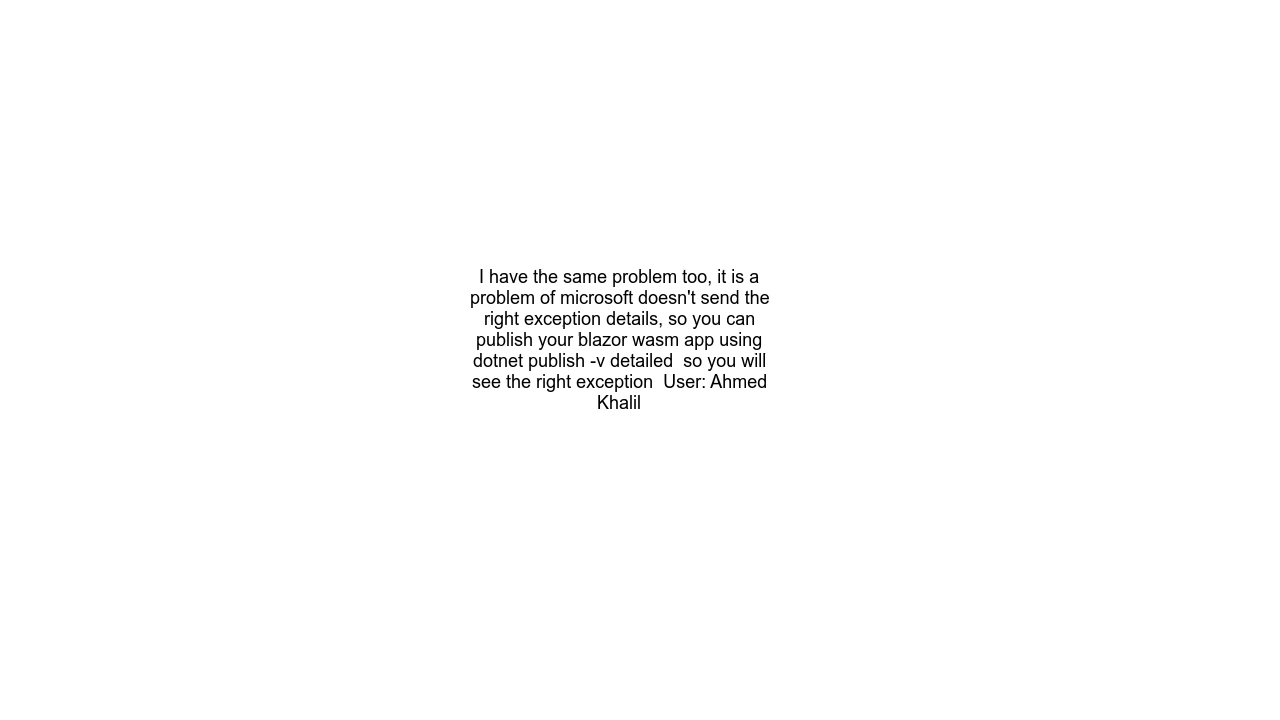 I have the same problem too, it is a
problem of microsoft doesn't send the
right exception details, so you can
publish your blazor wasm app using
dotnet publish -v detailed  so you will
see the right exception  User: Ahmed
Khalil